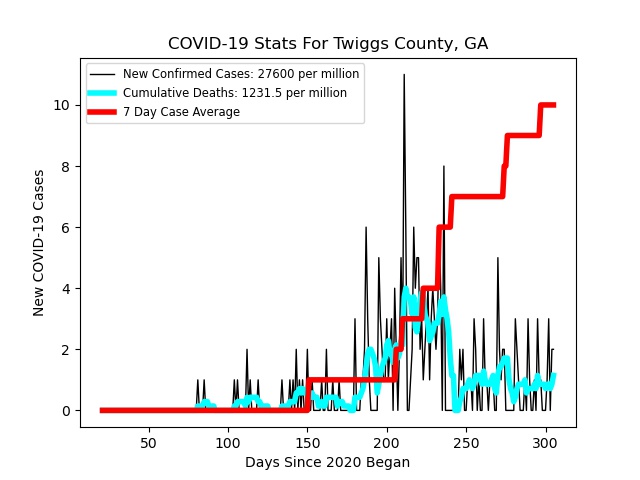 COVID-19 Stats For Twiggs County, GA
New Confirmed Cases: 27600 per million
Cumulative Deaths: 1231.5 per million
7 Day Case Average
New COVID-19 Cases
10
8
6
4
2
0
50 100 150 200 250 300
Days Since 2020 Began